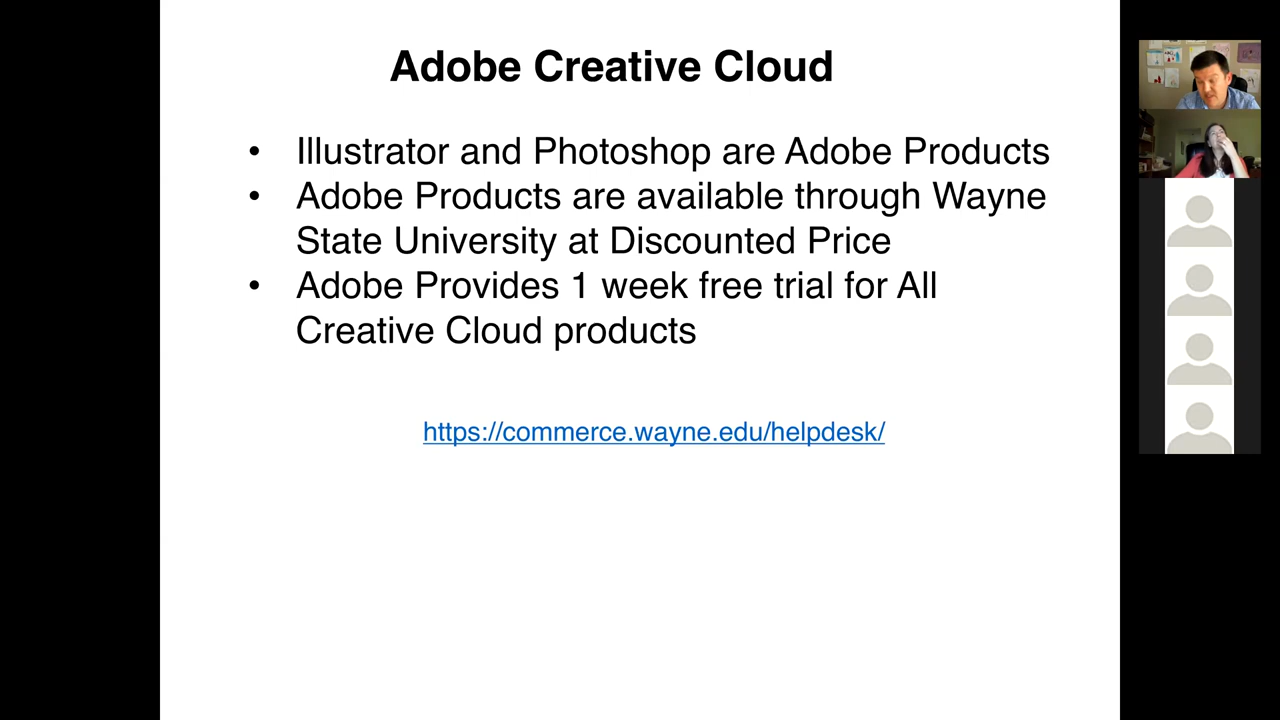 Adobe Creative Cloud
• Illustrator and Photoshop are Adobe Products
• Adobe Products are available through Wayne
State University at Discounted Price
• Adobe Provides 1 week free trial for All
Creative Cloud products
https://commerce.wayne.edu/helpdesk/